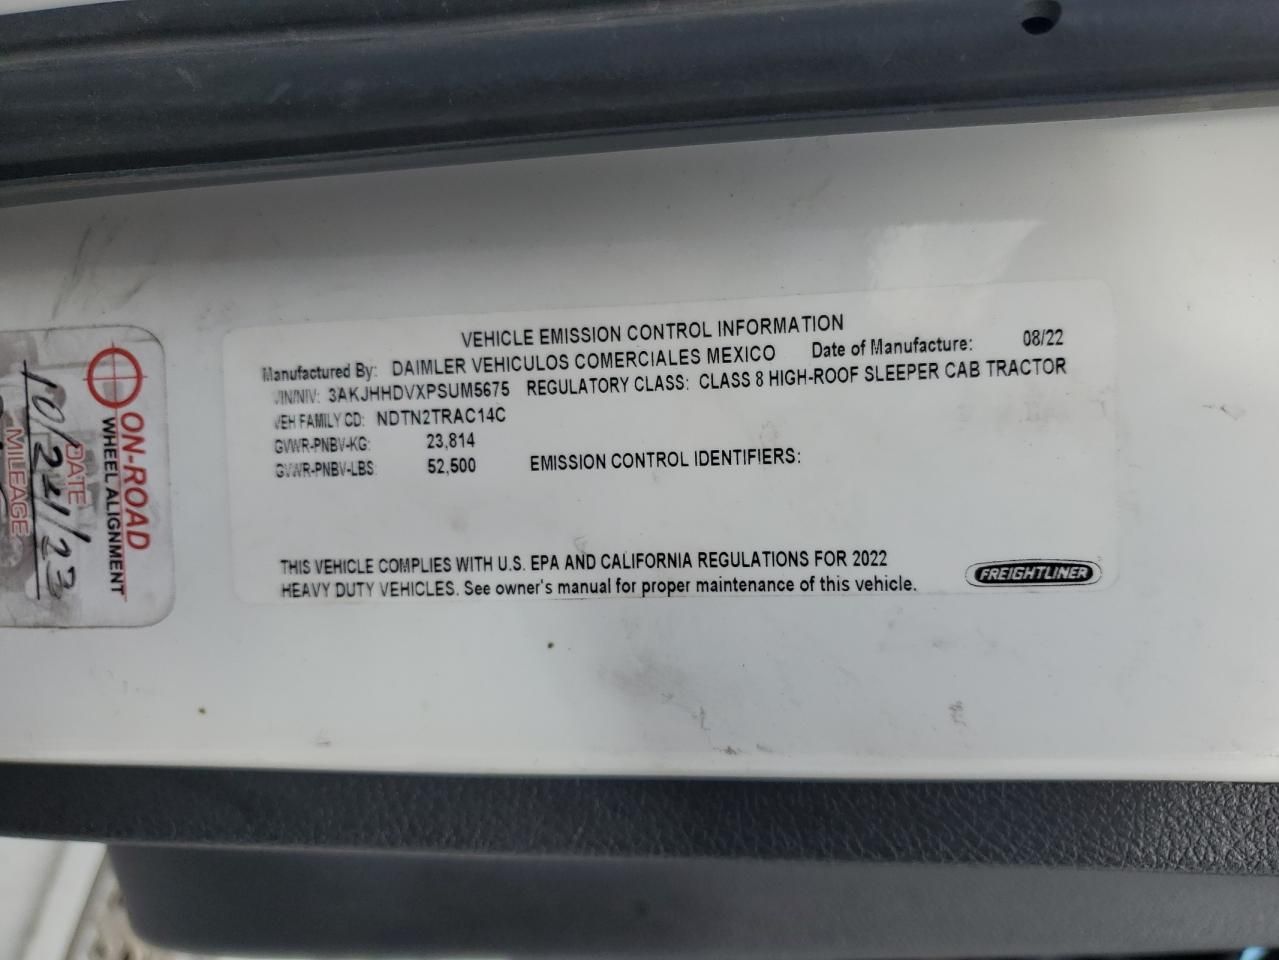 VEHICLE EMISSION CONTROL INFORMATION
Manufactured By: DAIMLER VEHICULOS COMERCIALES MEXICO Date of Manufacture: 08/22
VIN/NIV: 3AKJHHDVXPSUM5675 REGULATORY CLASS: CLASS 8 HIGH-ROOF SLEEPER CAB TRACTOR
VEH FAMILY CD: NDTN2TRAC14C
GVWR-PNBV-KG: 23,814
GVWR-PNBV-LBS: 52,500 EMISSION CONTROL IDENTIFIERS:
THIS VEHICLE COMPLIES WITH U.S. EPA AND CALIFORNIA REGULATIONS FOR 2022
HEAVY DUTY VEHICLES. See owner's manual for proper maintenance of this vehicle.
FREIGHTLINER
ON-ROAD
WHEEL ALIGNMENT
DATE
MILEAGE